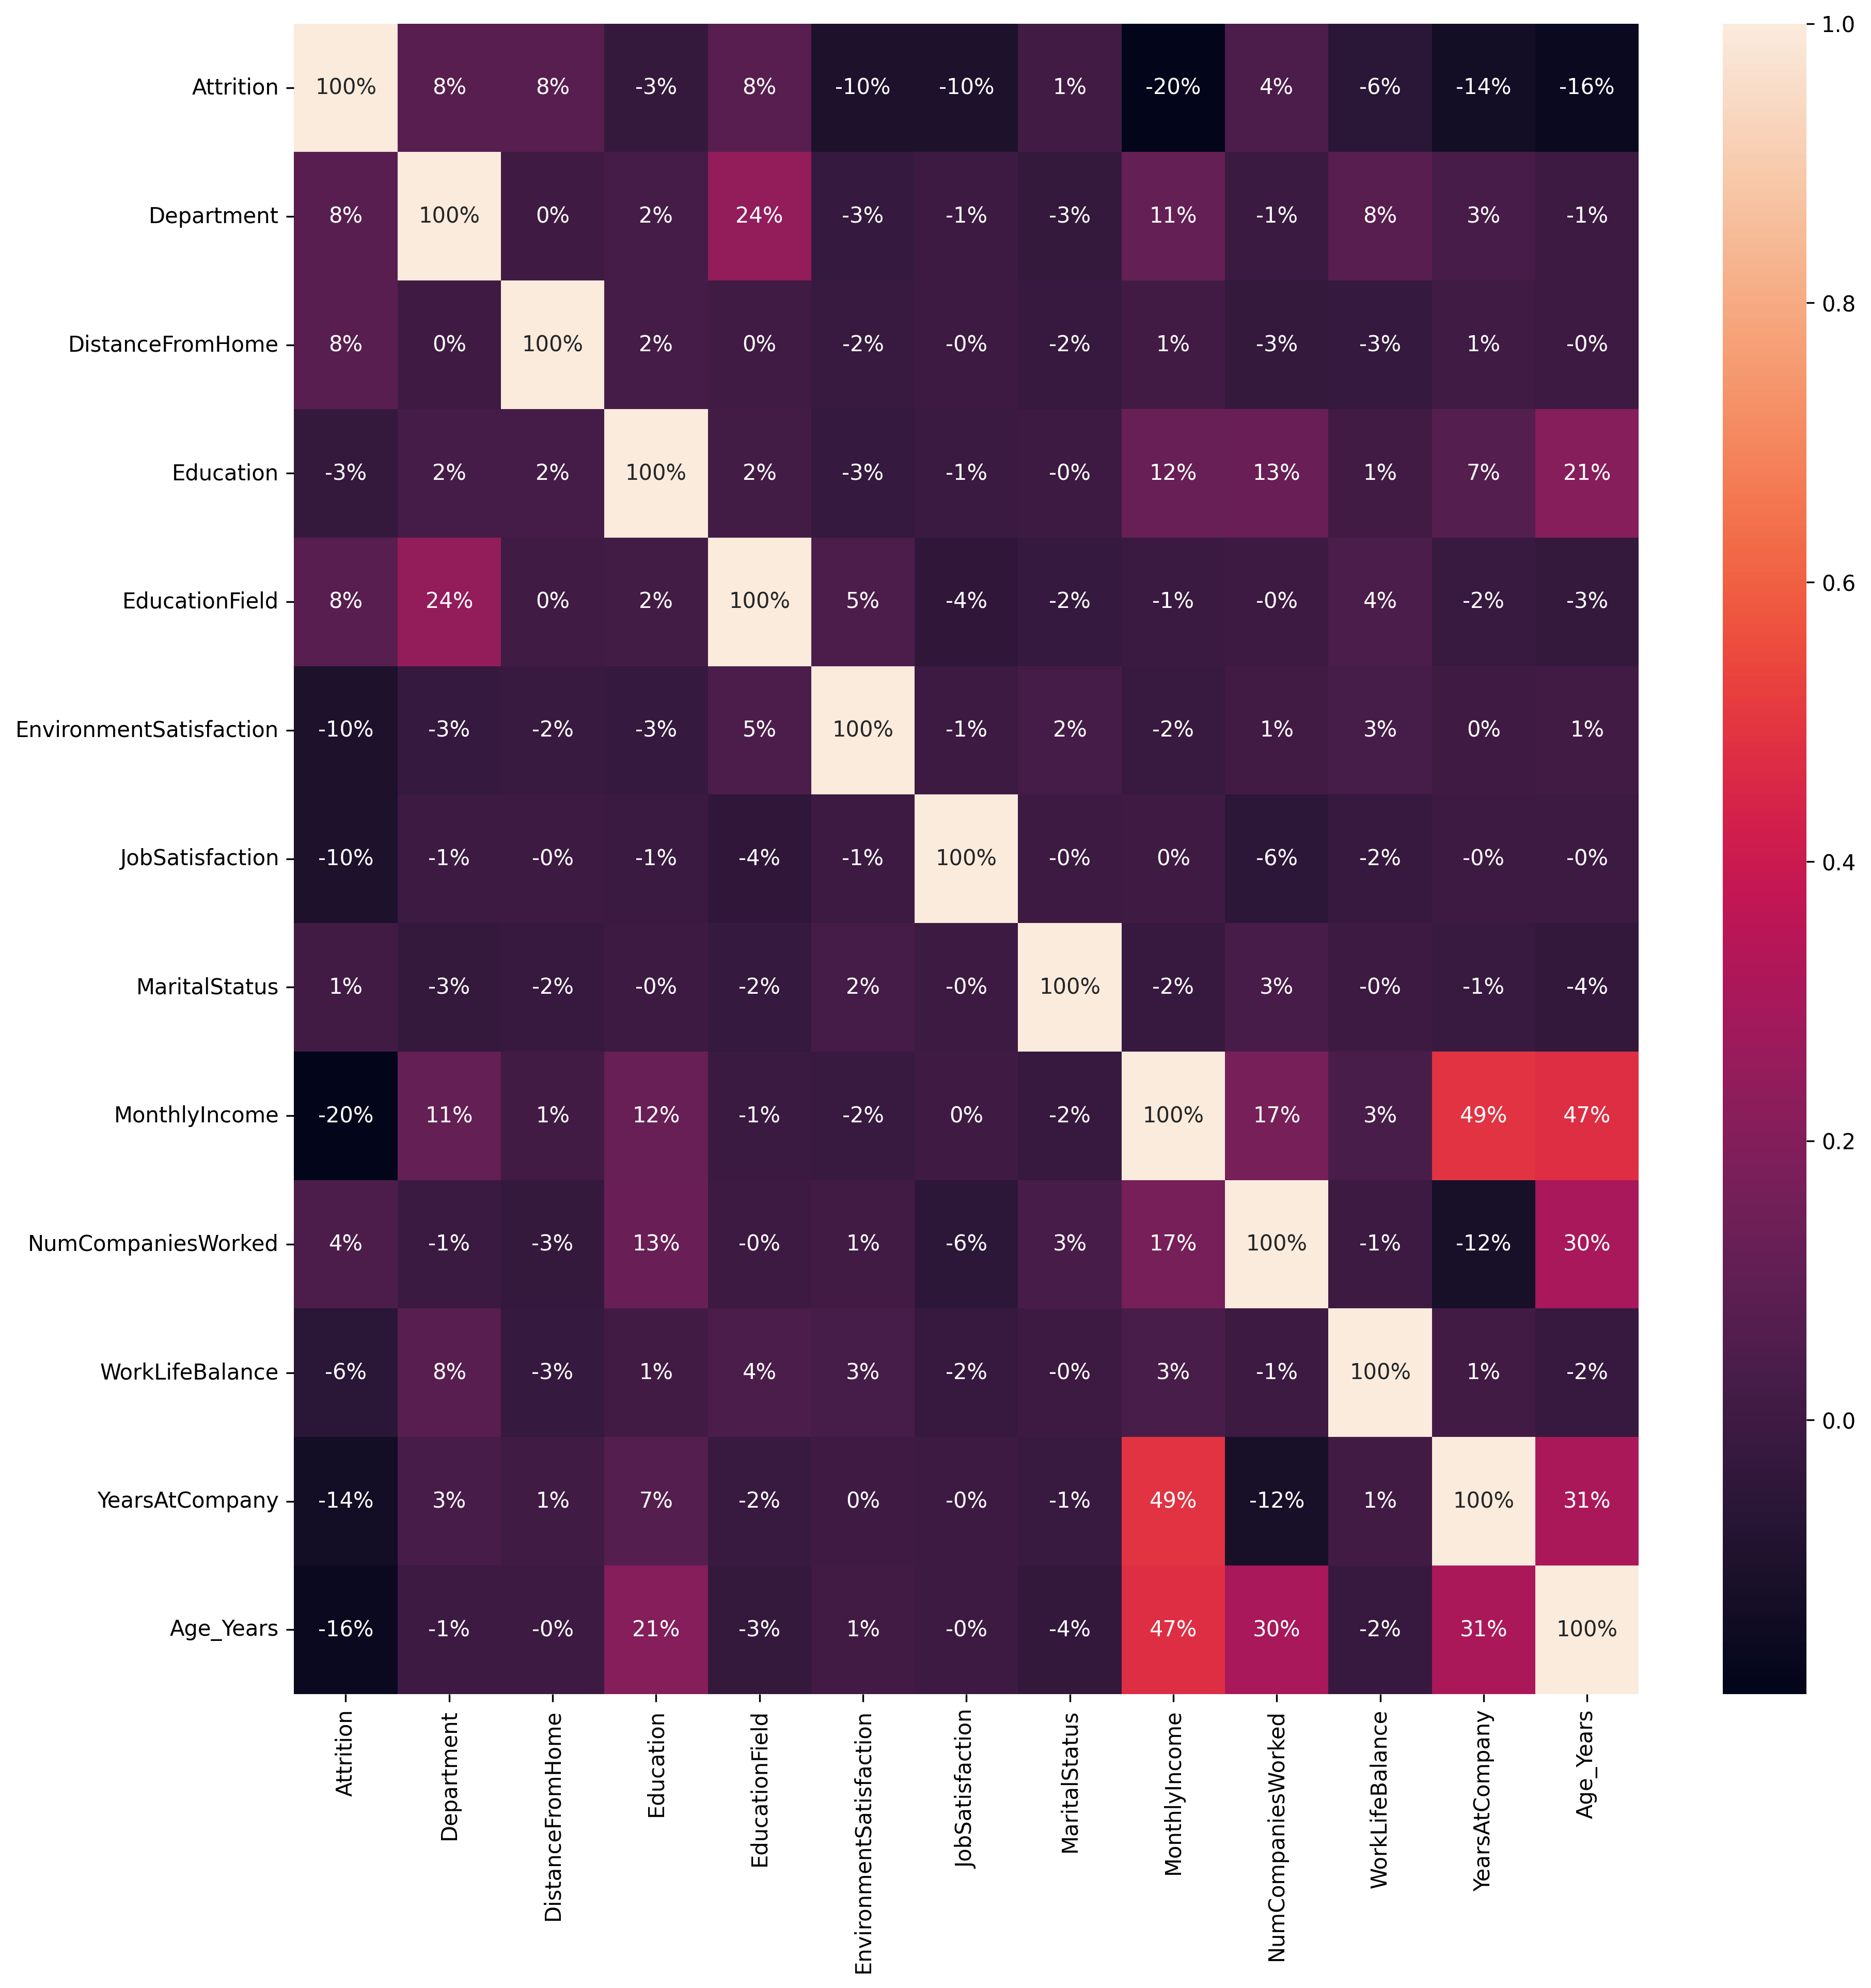 Attrition 100% 8% 8% -3% 8% -10% -10% 1% -20% 4% -6% -14% -16%
Department 8% 100% 0% 2% 24% -3% -1% -3% 11% -1% 8% 3% -1%
DistanceFromHome 8% 0% 100% 2% 0% -2% -0% -2% 1% -3% -3% 1% -0%
Education -3% 2% 2% 100% 2% -3% -1% -0% 12% 13% 1% 7% 21%
EducationField 8% 24% 0% 2% 100% 5% -4% -2% -1% -0% 4% -2% -3%
EnvironmentSatisfaction -10% -3% -2% -3% 5% 100% -1% 2% -2% 1% 3% 0% 1%
JobSatisfaction -10% -1% -0% -1% -4% -1% 100% -0% 0% -6% -2% -0% -0%
MaritalStatus 1% -3% -2% -0% -2% 2% -0% 100% -2% 3% -0% -1% -4%
MonthlyIncome -20% 11% 1% 12% -1% -2% 0% -2% 100% 17% 3% 49% 47%
NumCompaniesWorked 4% -1% -3% 13% -0% 1% -6% 3% 17% 100% -1% -12% 30%
WorkLifeBalance -6% 8% -3% 1% 4% 3% -2% -0% 3% -1% 100% 1% -2%
YearsAtCompany -14% 3% 1% 7% -2% 0% -0% -1% 49% -12% 1% 100% 31%
Age_Years -16% -1% -0% 21% -3% 1% -0% -4% 47% 30% -2% 31% 100%
Attrition
Department
DistanceFromHome
Education
EducationField
EnvironmentSatisfaction
JobSatisfaction
MaritalStatus
MonthlyIncome
NumCompaniesWorked
WorkLifeBalance
YearsAtCompany
Age_Years
1.0
0.8
0.6
0.4
0.2
0.0